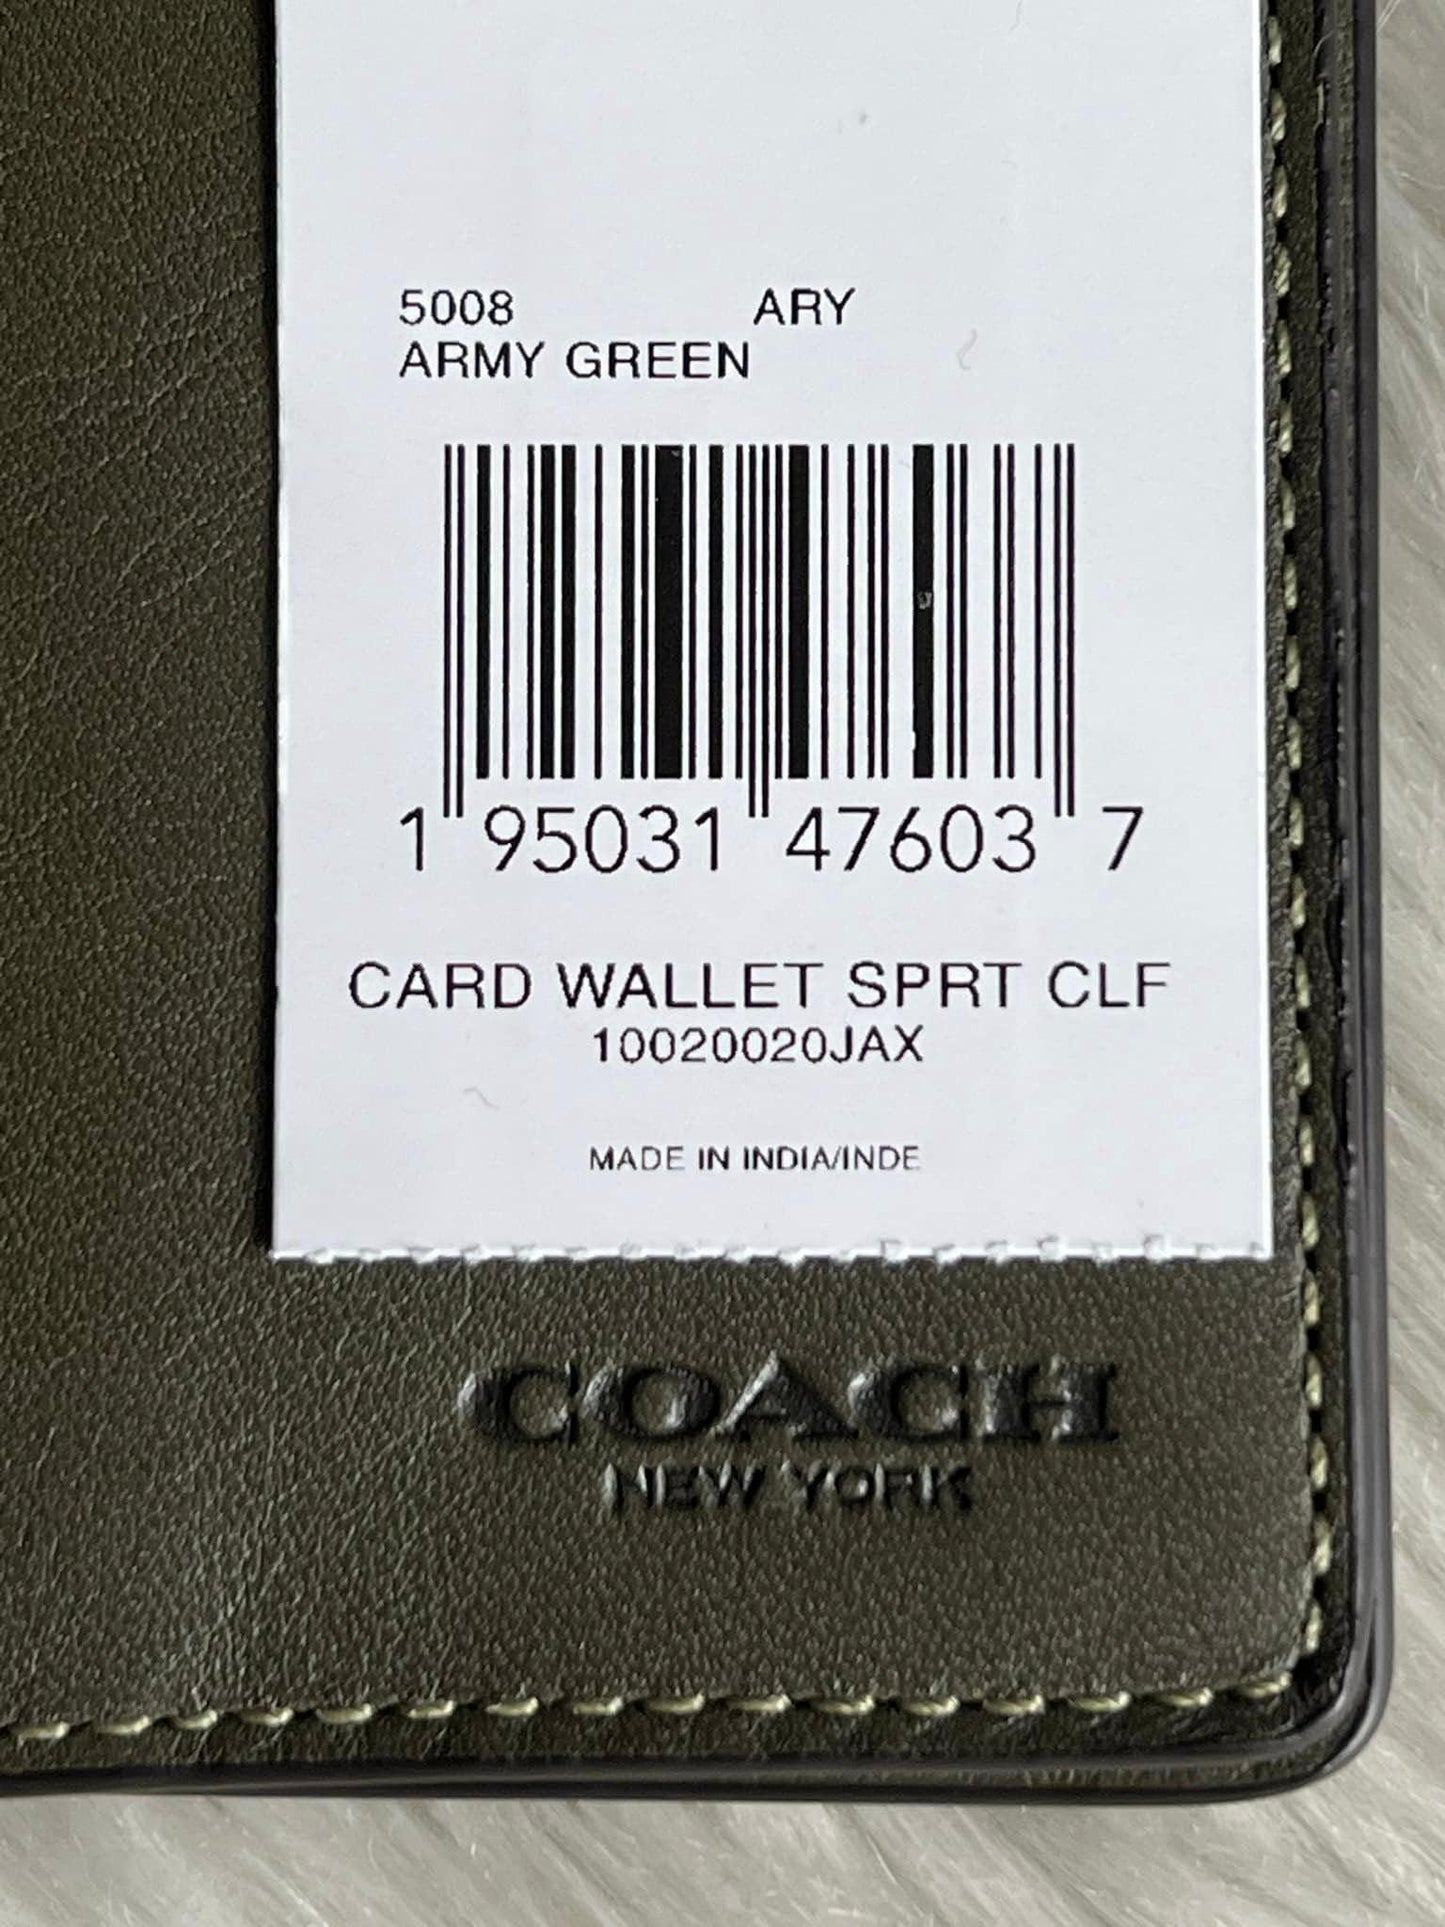 5008 ARY
ARMY GREEN
1 95031 47603 7
CARD WALLET SPRT CLF
10020020JAX
MADE IN INDIA/INDE
COACH
NEW YORK